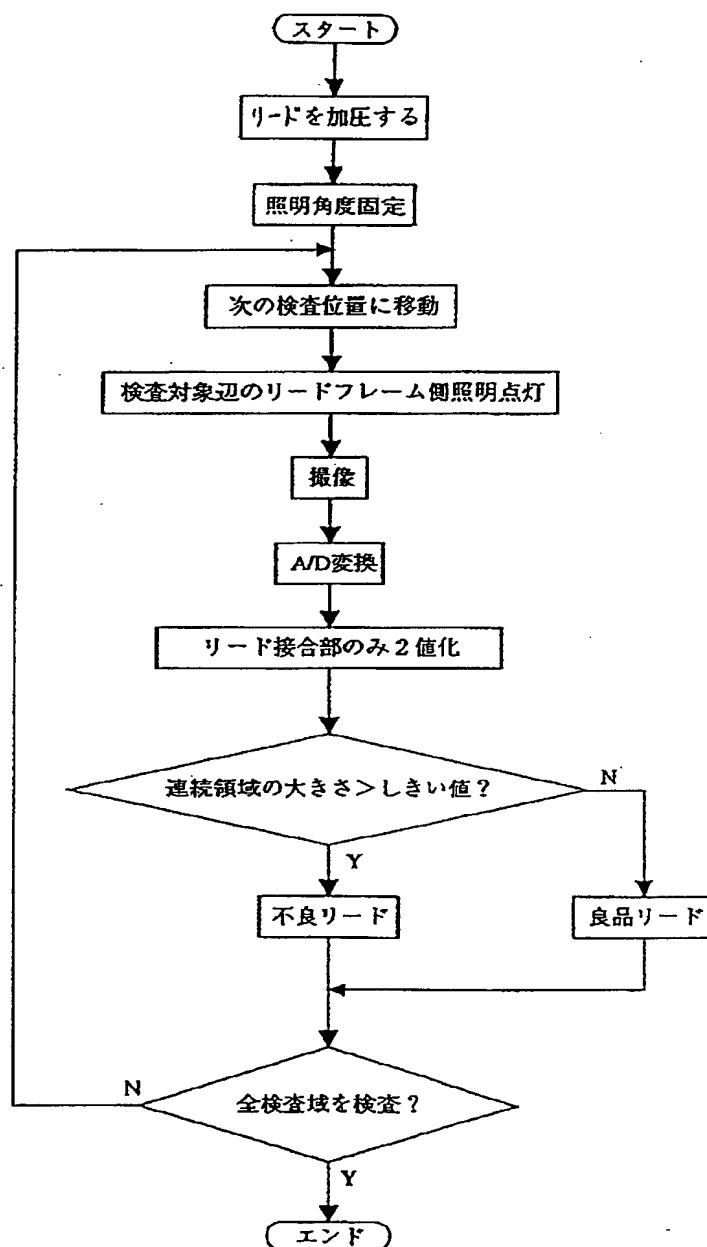 スタート
リードを加圧する
照明角度固定
次の検査位置に移動
検査対象辺のリードフレーム側照明点灯
撮像
A/D変換
リード接合部のみ2値化
連続領域の大きさ>しきい値?
N
Y
不良リード
良品リード
N
全検査域を検査?
Y
エンド